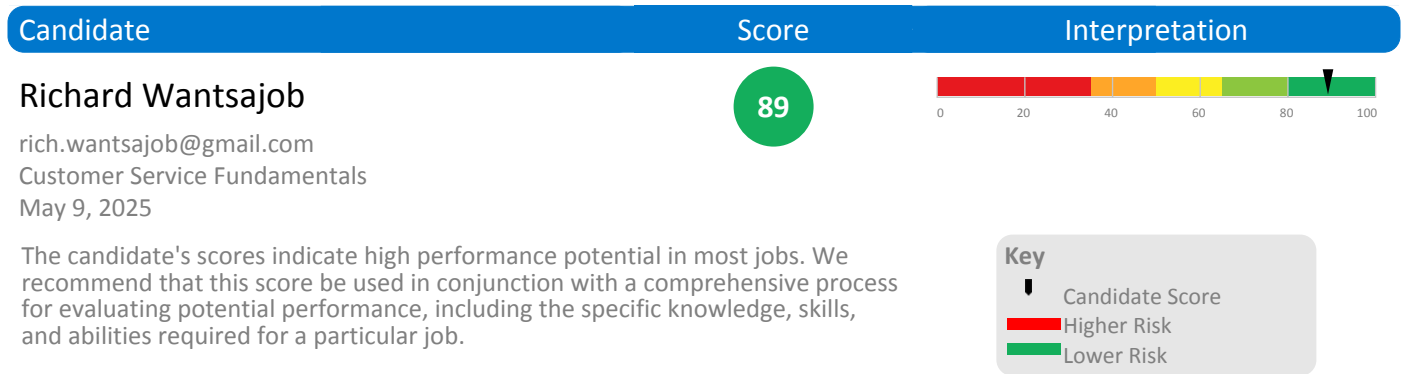 Candidate Score Interpretation
Richard Wantsajob
89
0 20 40 60 80 100
rich.wantsajob@gmail.com
Customer Service Fundamentals
May 9, 2025
The candidate's scores indicate high performance potential in most jobs. We
recommend that this score be used in conjunction with a comprehensive process
for evaluating potential performance, including the specific knowledge, skills,
and abilities required for a particular job.
Key
Candidate Score
Higher Risk
Lower Risk